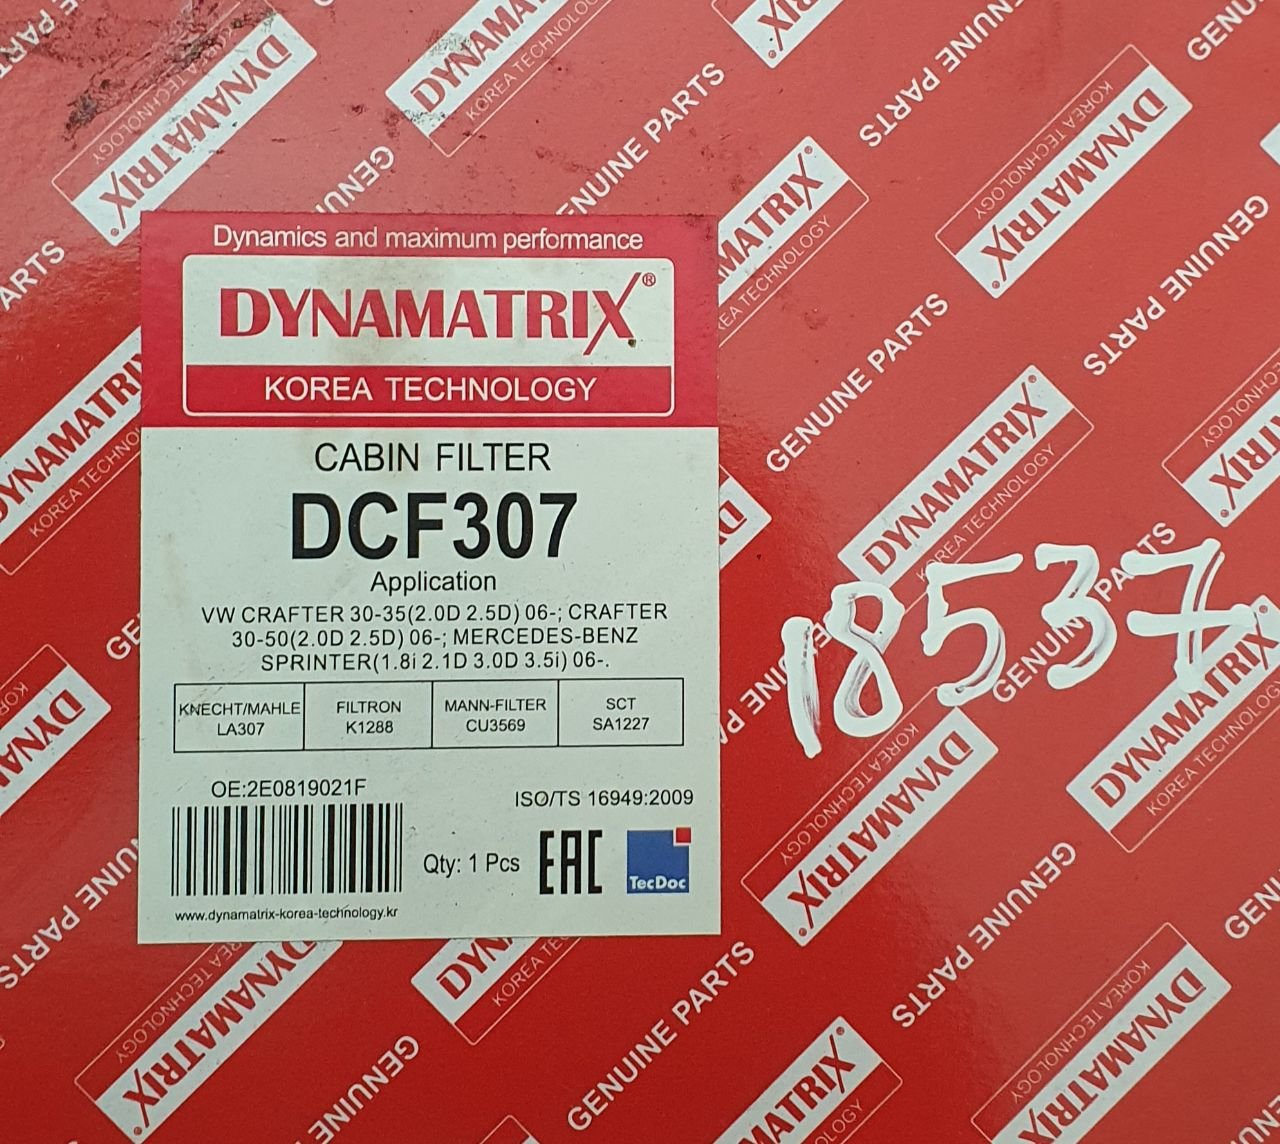 Dynamics and maximum performance
DYNAMATRIX®
KOREA TECHNOLOGY
CABIN FILTER
DCF307
Application
VW CRAFTER 30-35(2.0D 2.5D) 06-; CRAFTER
30-50(2.0D 2.5D) 06-; MERCEDES-BENZ
SPRINTER(1.8i 2.1D 3.0D 3.5i) 06-.
KNECHT/MAHLE FILTRON MANN-FILTER SCT
LA307 K1288 CU3569 SA1227
OE:2E0819021F
ISO/TS 16949:2009
Qty: 1 Pcs
EAC
TecDoc
www.dynamatrix-korea-technology.kr
18537
DYNAMATRIX
KOREA TECHNOLOGY
GENUINE PARTS